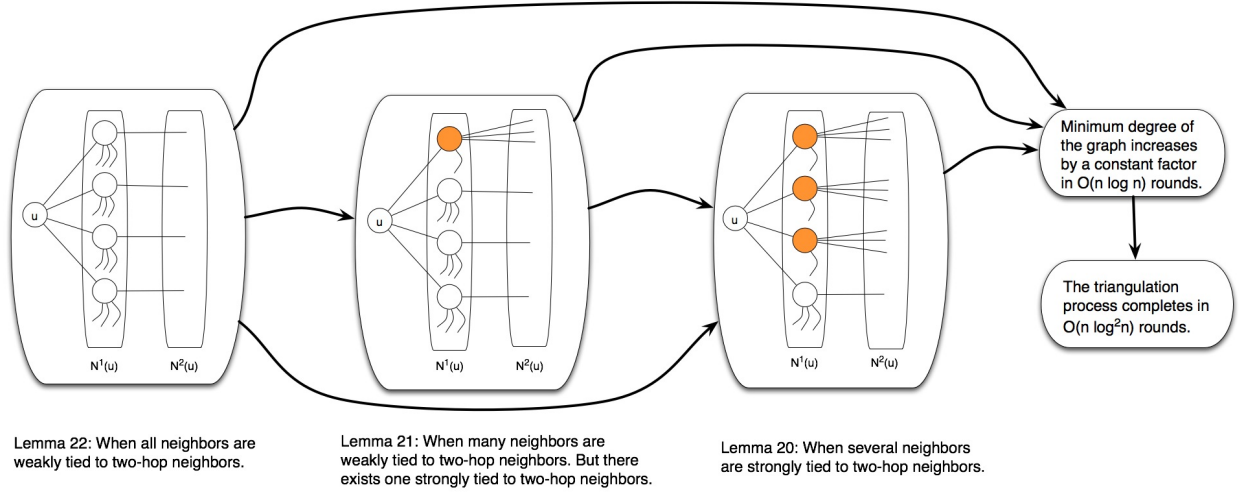 u
N¹(u)
N²(u)
Lemma 22: When all neighbors are
weakly tied to two-hop neighbors.
u
N¹(u)
N²(u)
Lemma 21: When many neighbors are
weakly tied to two-hop neighbors. But there
exists one strongly tied to two-hop neighbors.
u
N¹(u)
N²(u)
Lemma 20: When several neighbors
are strongly tied to two-hop neighbors.
Minimum degree of
the graph increases
by a constant factor
in O(n log n) rounds.
The triangulation
process completes in
O(n log²n) rounds.